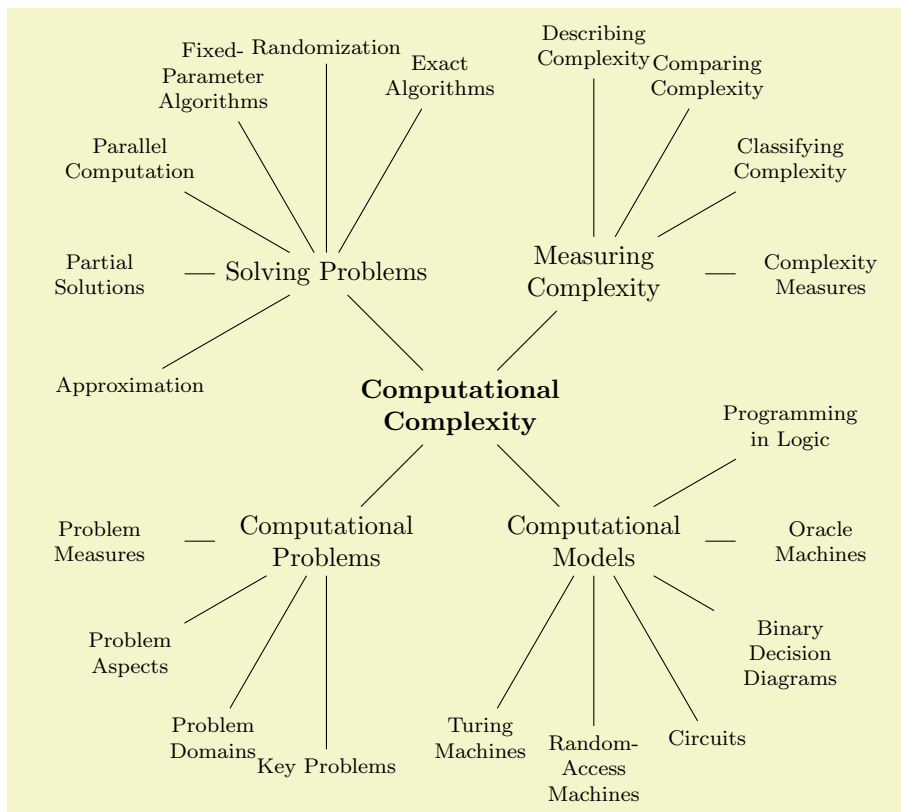 Computational
Complexity
Solving Problems
Approximation
Partial
Solutions
Parallel
Computation
Fixed-
Parameter
Algorithms
Randomization
Exact
Algorithms
Measuring
Complexity
Describing
Complexity
Comparing
Complexity
Classifying
Complexity
Complexity
Measures
Computational
Problems
Problem
Measures
Problem
Aspects
Problem
Domains
Key Problems
Computational
Models
Turing
Machines
Random-
Access
Machines
Circuits
Binary
Decision
Diagrams
Oracle
Machines
Programming
in Logic